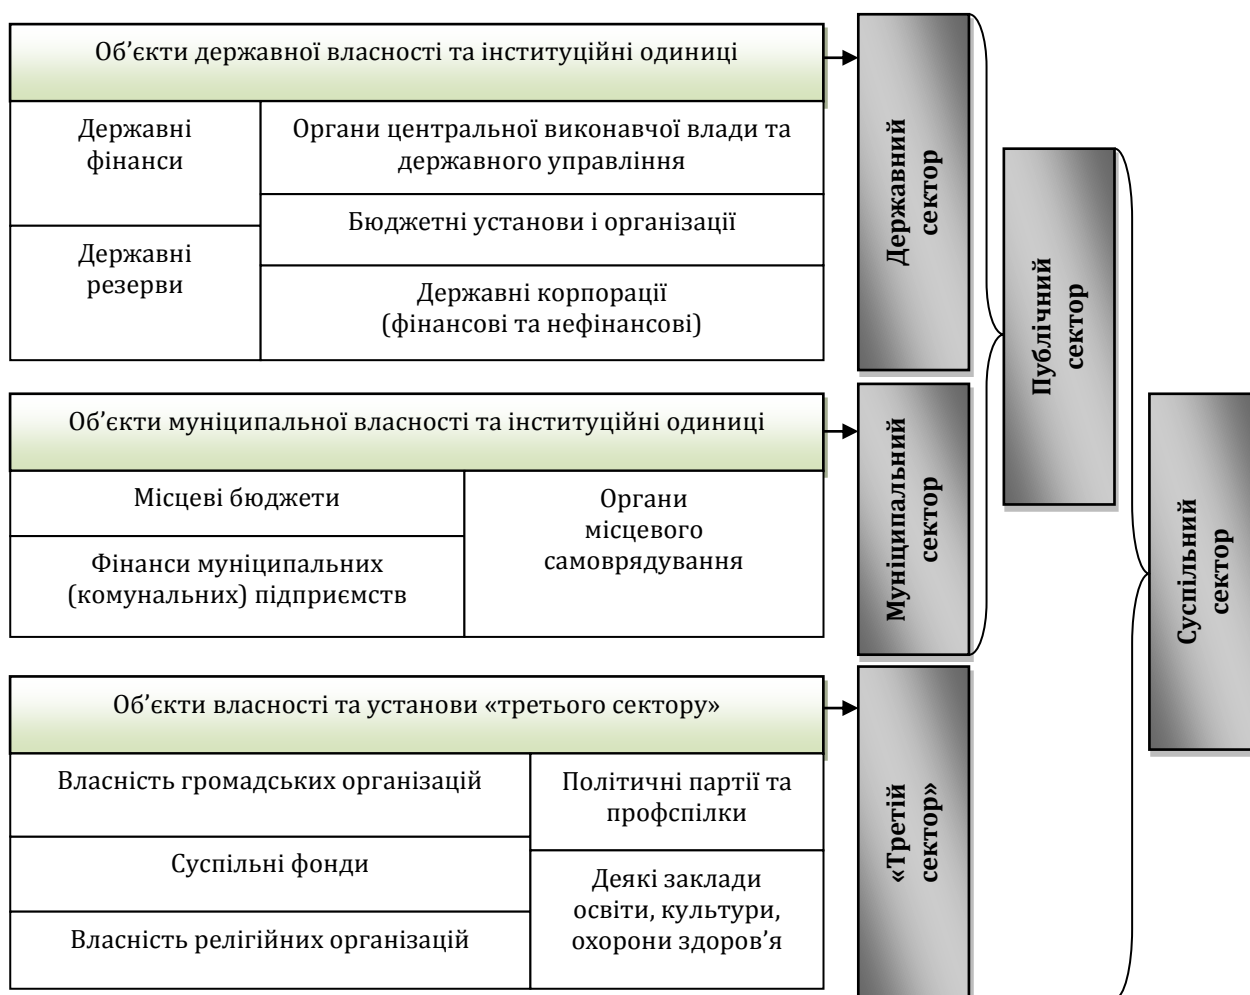 Об’єкти державної власності та інституційні одиниці
Державні
фінанси
Державні
резерви
Органи центральної виконавчої влади та
державного управління
Бюджетні установи і організації
Державні корпорації
(фінансові та нефінансові)
Державний
сектор
Об’єкти муніципальної власності та інституційні одиниці
Місцеві бюджети
Фінанси муніципальних
(комунальних) підприємств
Органи
місцевого
самоврядування
Муніципальний
сектор
Об’єкти власності та установи «третього сектору»
Власність громадських організацій
Суспільні фонди
Власність релігійних організацій
Політичні партії та
профспілки
Деякі заклади
освіти, культури,
охорони здоров’я
«Третій
сектор»
Публічний
сектор
Суспільний
сектор